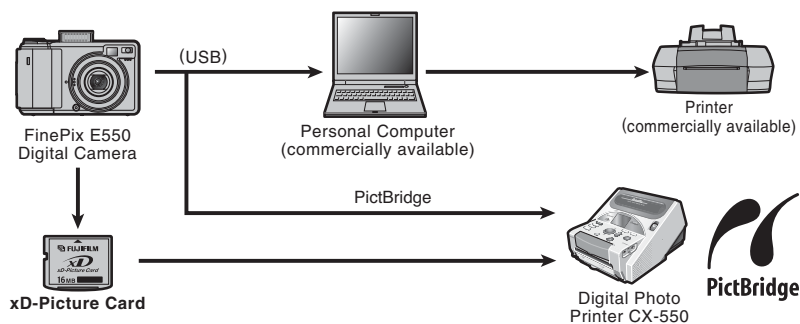 (USB)
FinePix E550
Digital Camera
Personal Computer
(commercially available)
Printer
(commercially available)
PictBridge
FUJIFILM
xD
xD-Picture Card
16MB
xD-Picture Card
Digital Photo
Printer CX-550
PictBridge